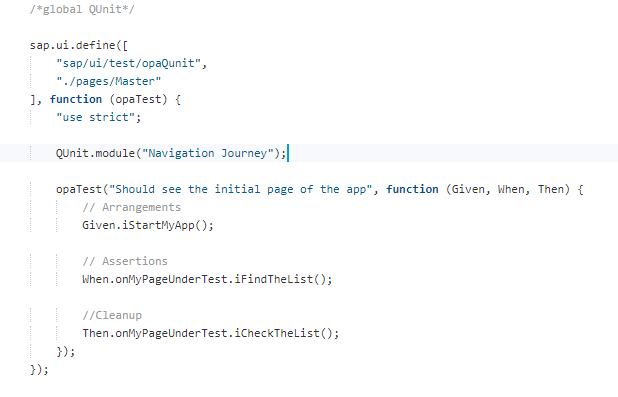 /*global QUnit*/
sap.ui.define([
"sap/ui/test/opaQunit",
"./pages/Master"
], function (opaTest) {
"use strict";
QUnit.module("Navigation Journey");
opaTest("Should see the initial page of the app", function (Given, When, Then) {
// Arrangements
Given.iStartMyApp();
// Assertions
When.onMyPageUnderTest.iFindTheList();
//Cleanup
Then.onMyPageUnderTest.iCheckTheList();
});
});